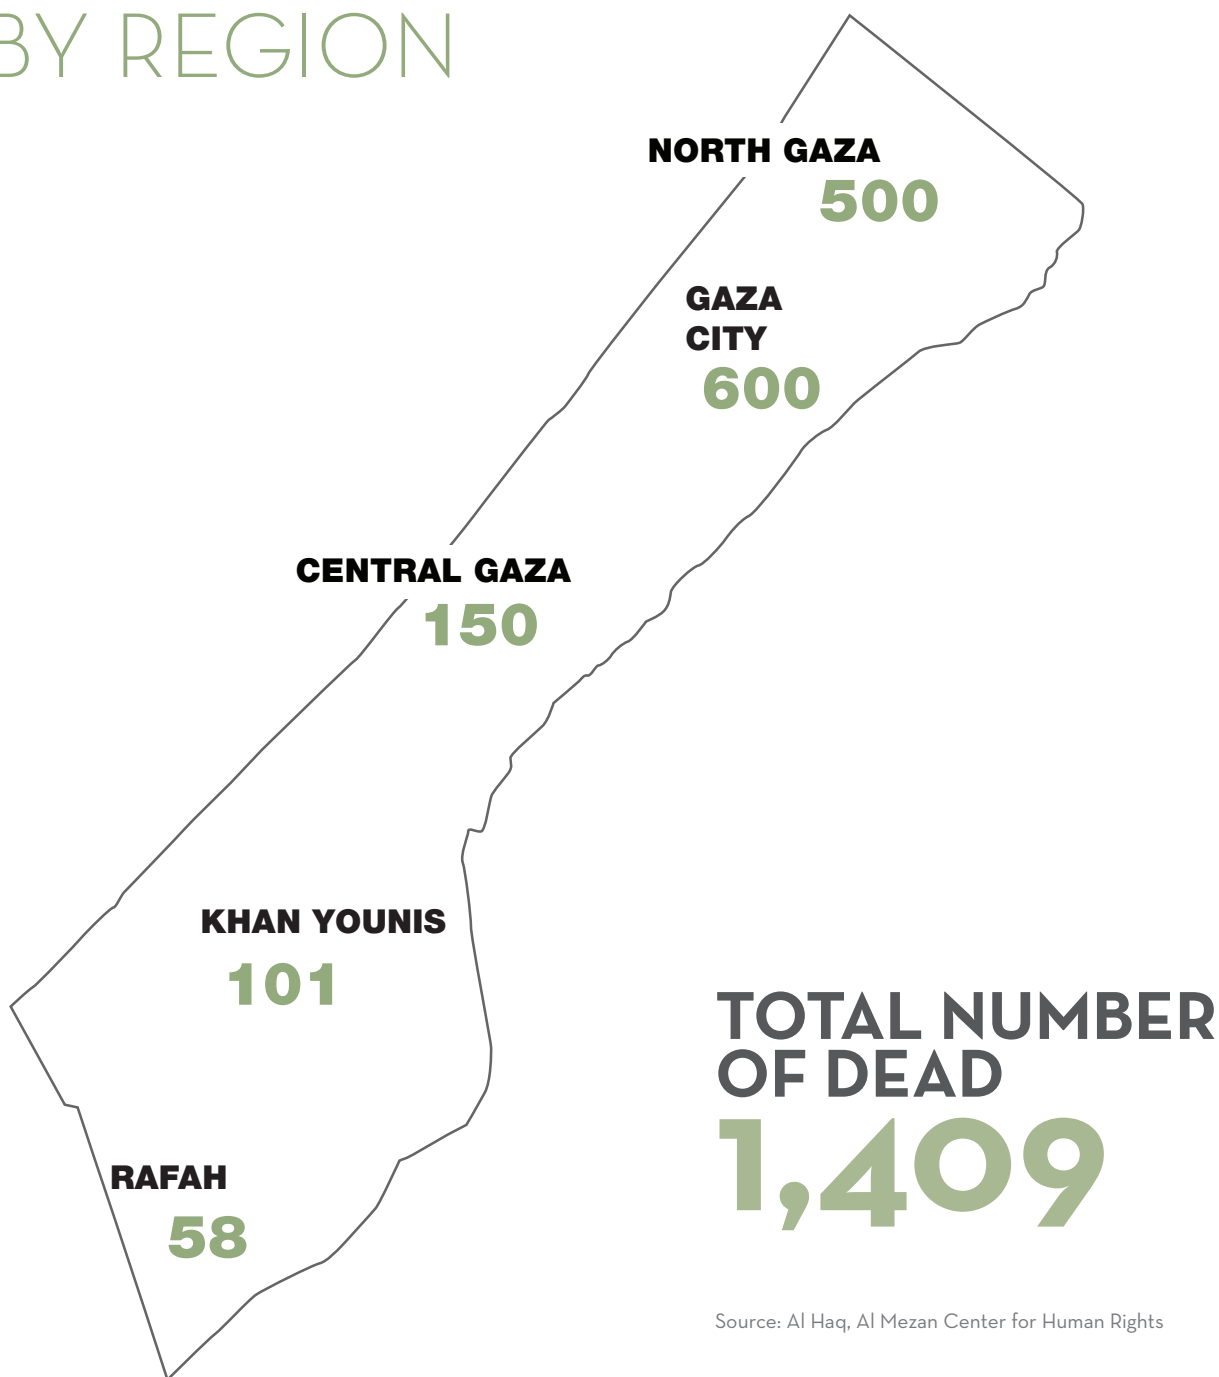 BY REGION
NORTH GAZA
500
GAZA
CITY
600
CENTRAL GAZA
150
KHAN YOUNIS
101
RAFAH
58
TOTAL NUMBER
OF DEAD
1,409
Source: Al Haq, Al Mezan Center for Human Rights